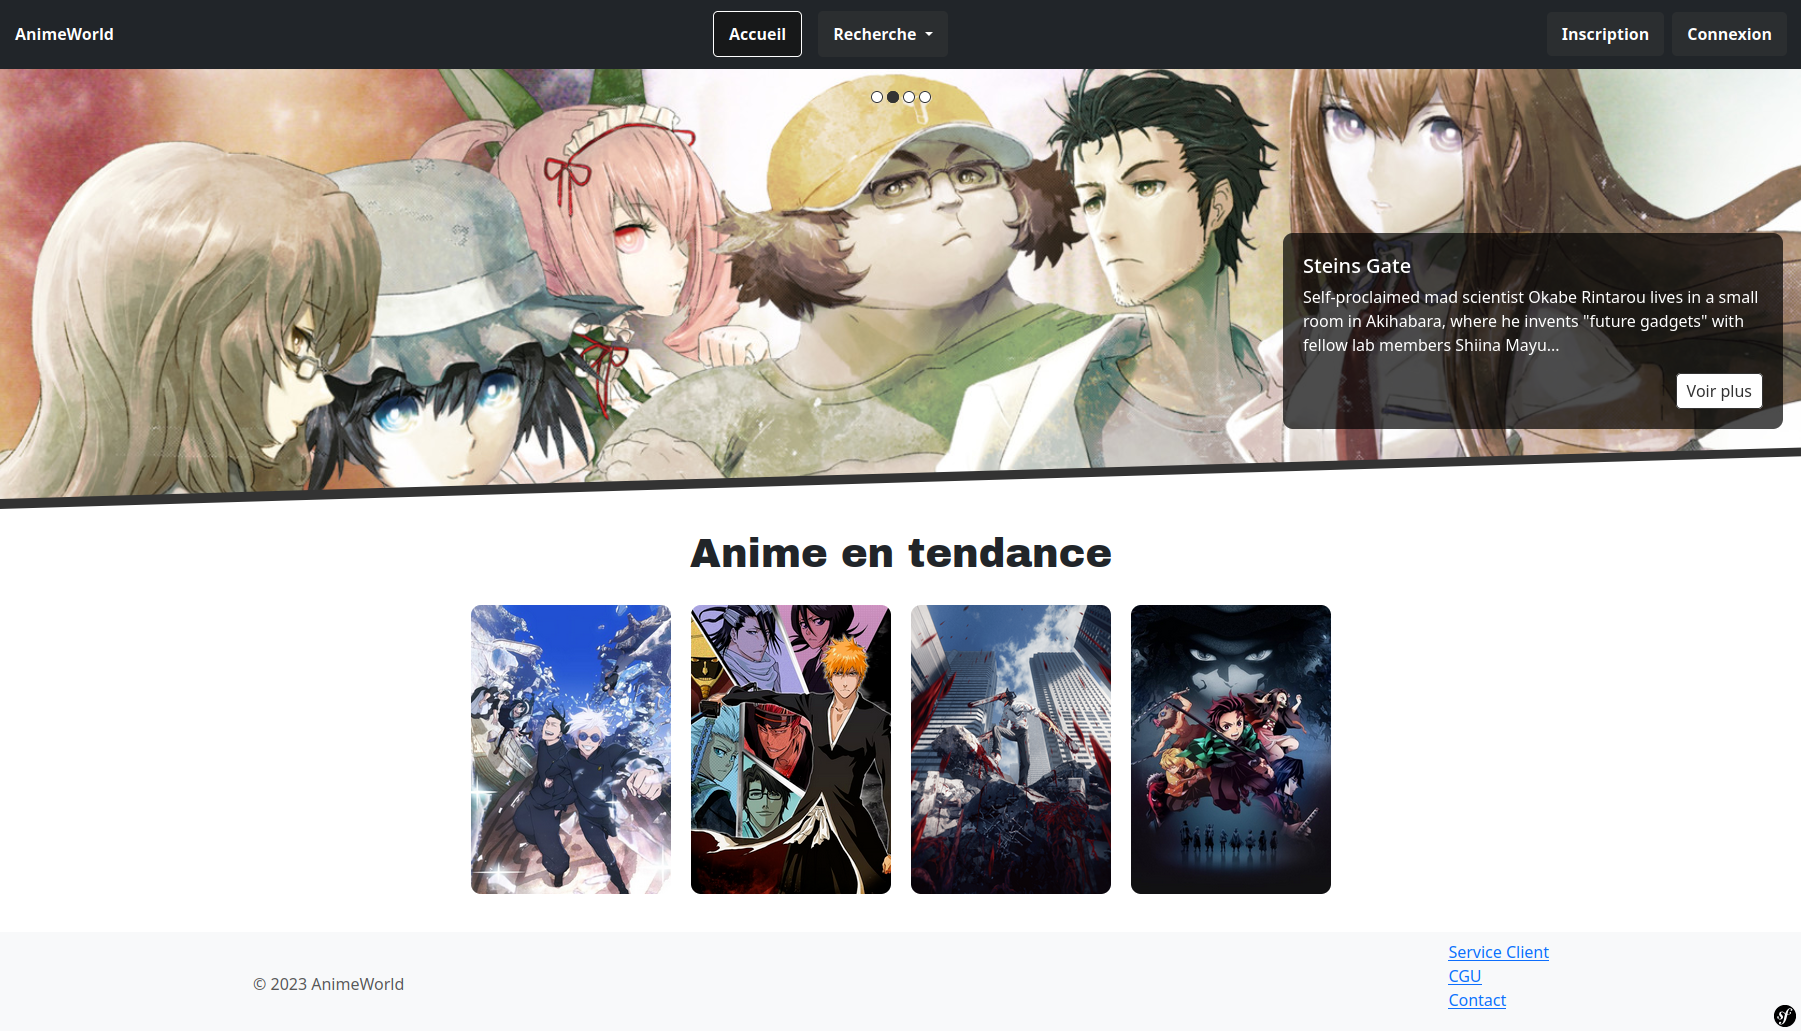 AnimeWorld
Accueil
Recherche
Inscription
Connexion
Steins Gate
Self-proclaimed mad scientist Okabe Rintarou lives in a small
room in Akihabara, where he invents "future gadgets" with
fellow lab members Shiina Mayu...
Voir plus
Anime en tendance
© 2023 AnimeWorld
Service Client
CGU
Contact
sf